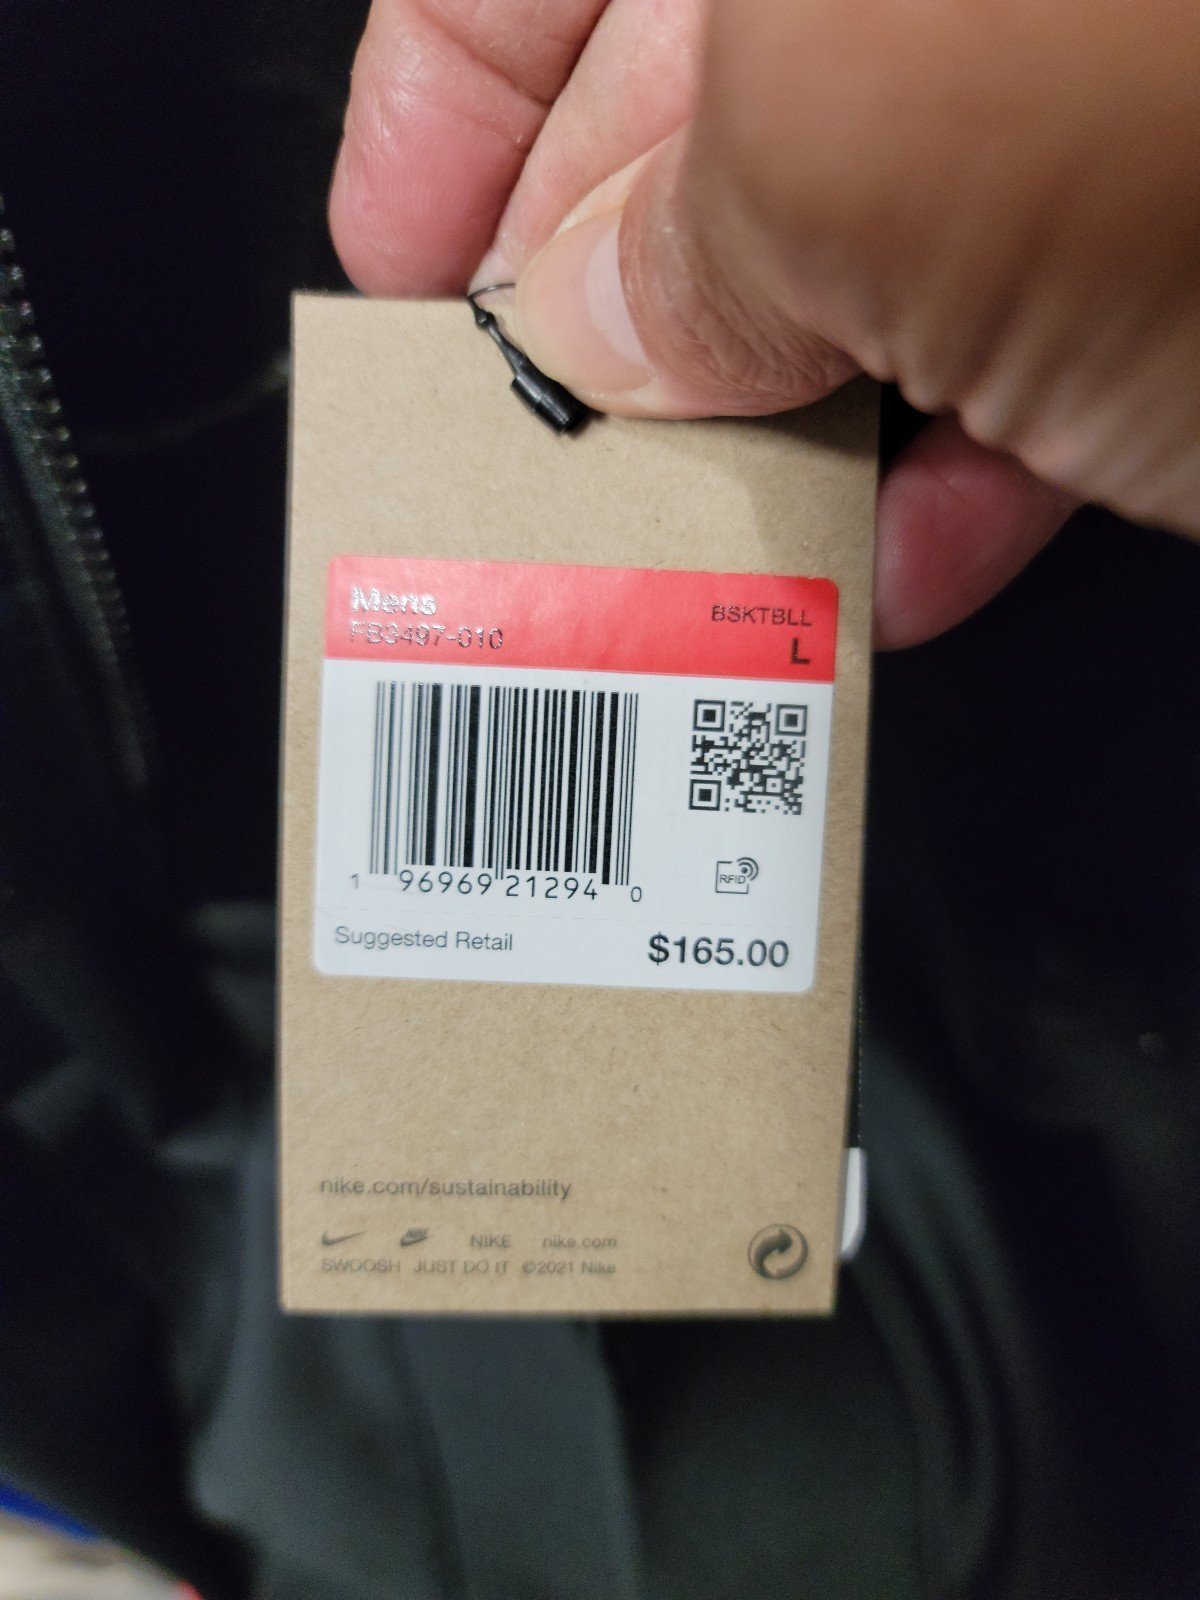 Mens
BSKTBLL
FB3497-010
L
1 96969 21294 0
RFID
Suggested Retail
$165.00
nike.com/sustainability
NIKE NIKE nike.com
SWOOSH JUST DO IT ©2021 Nike